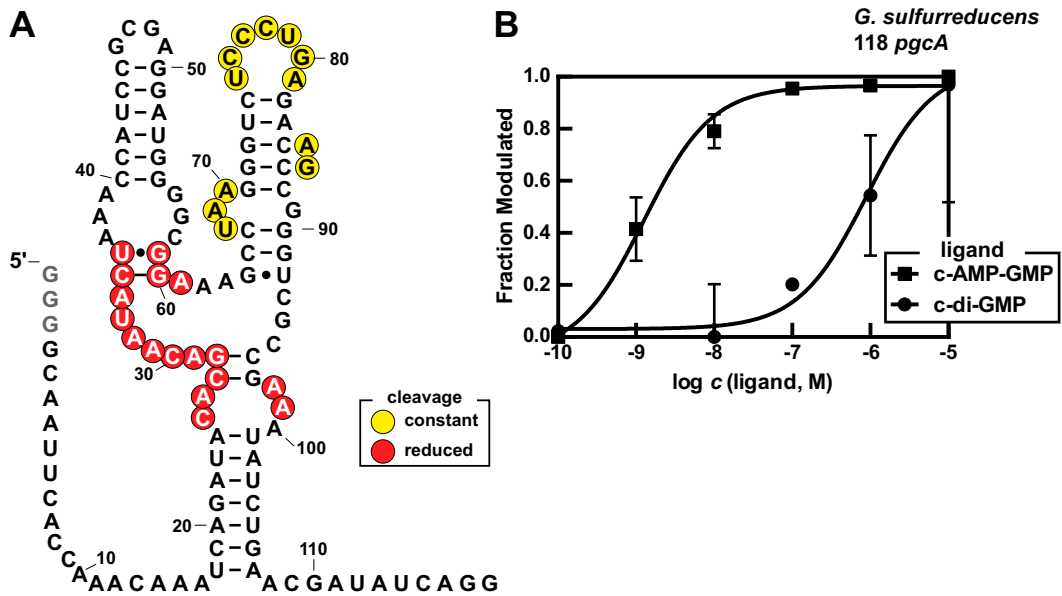 A
5'-
G G G G C A A U U C A C C A A A C A A A
U C A G A U A
C A C G A C A A U A C U
A A A
C C A U C C G C G A G G A U G G
G G C
G G A A A
G C C U A A G G G U C
U C C C U G A
G A A G C C C
G G G U C G C C
G A A A
U A U C U G A
A C G A U A U C A G G
10
20
30
40
50
60
70
80
90
100
110
cleavage
constant
reduced
B
G. sulfurreducens
118 pgcA
Fraction Modulated
1.0
0.8
0.6
0.4
0.2
0.0
-10 -9 -8 -7 -6 -5
log c (ligand, M)
ligand
c-AMP-GMP
c-di-GMP